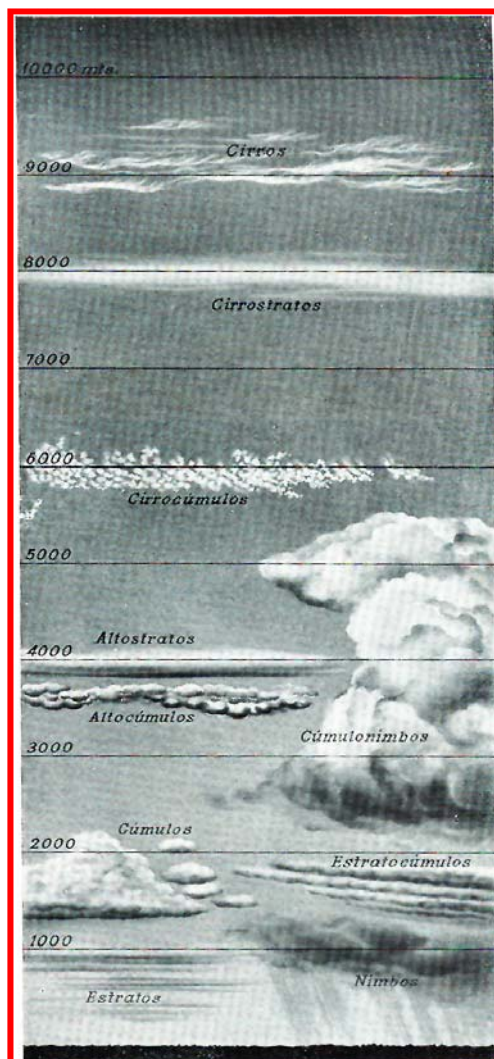 10000 mts.
Cirros
9000
8000
Cirrostratos
7000
6000
Cirrocúmulos
5000
Altostratos
4000
Altocúmulos
Cúmulonimbos
3000
Cúmulos
2000
Estratocúmulos
1000
Nimbos
Estratos